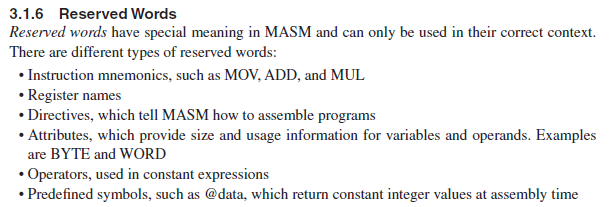 3.1.6 Reserved Words
Reserved words have special meaning in MASM and can only be used in their correct context.
There are different types of reserved words:
• Instruction mnemonics, such as MOV, ADD, and MUL
• Register names
• Directives, which tell MASM how to assemble programs
• Attributes, which provide size and usage information for variables and operands. Examples
are BYTE and WORD
• Operators, used in constant expressions
• Predefined symbols, such as @data, which return constant integer values at assembly time